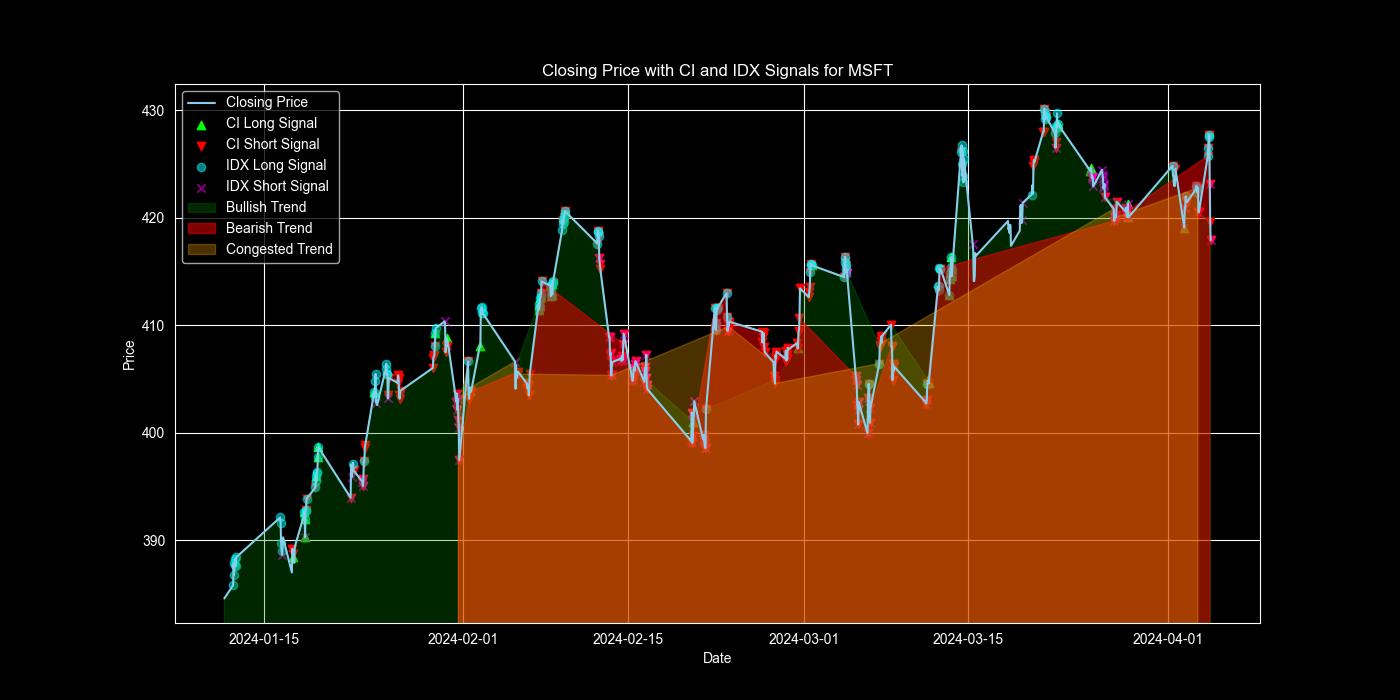 Closing Price with CI and IDX Signals for MSFT
Closing Price
CI Long Signal
CI Short Signal
IDX Long Signal
IDX Short Signal
Bullish Trend
Bearish Trend
Congested Trend
430
420
410
400
390
Price
2024-01-15
2024-02-01
2024-02-15
2024-03-01
2024-03-15
2024-04-01
Date